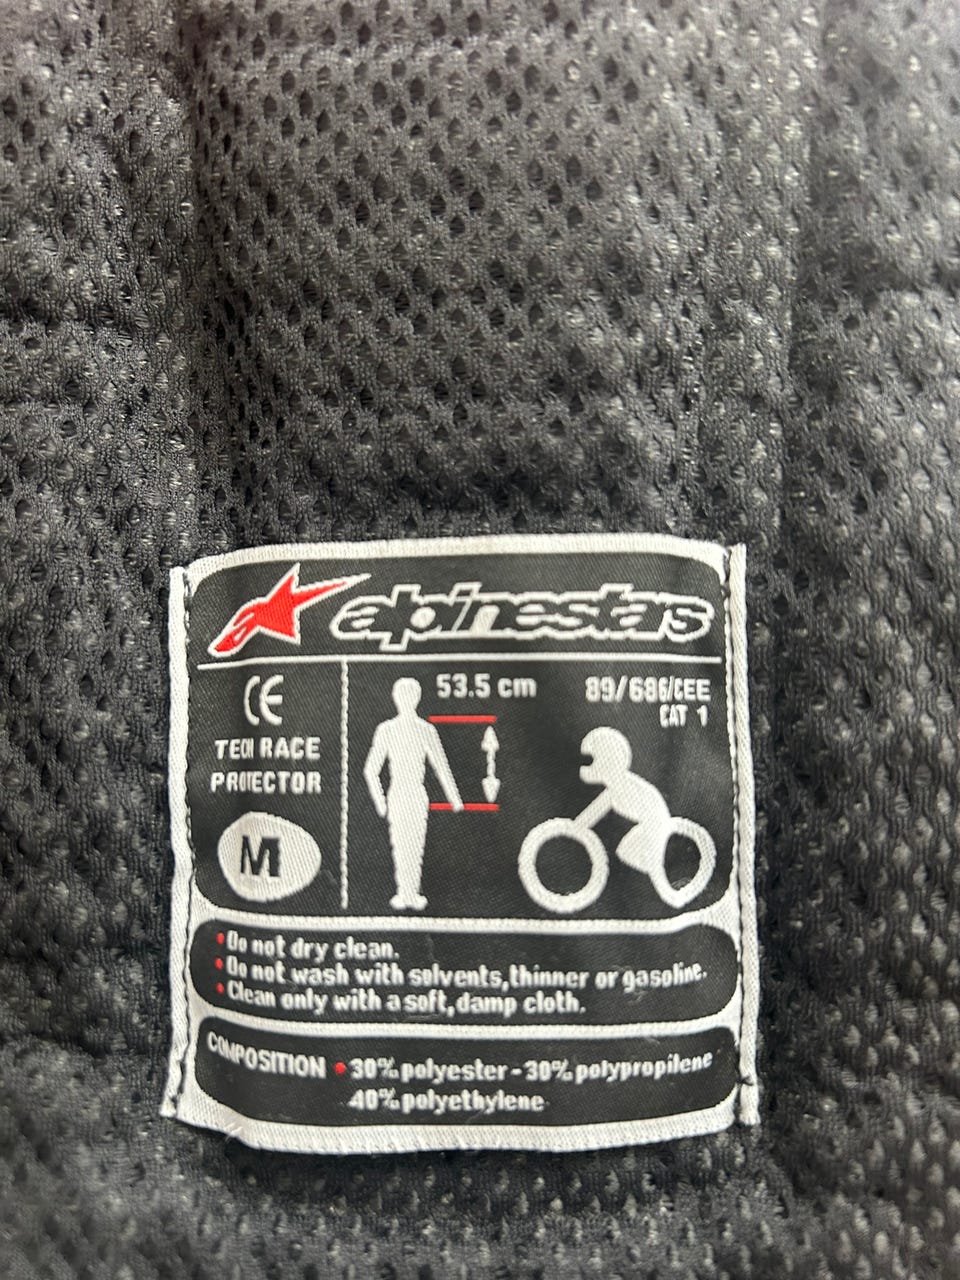 alpinestars
CE
TECH RACE
PROTECTOR
M
53.5 cm
89/686/CEE
CAT 1
Do not dry clean.
Do not wash with solvents,thinner or gasoline.
Clean only with a soft,damp cloth.
COMPOSITION • 30% polyester - 30% polypropilene
40% polyethylene